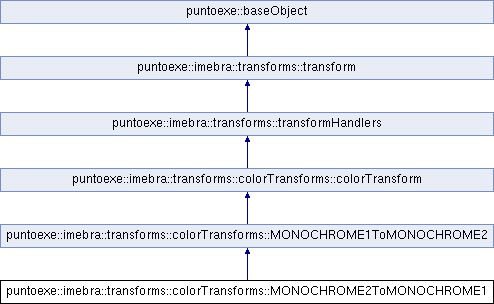 puntoexe::baseObject
puntoexe::imebra::transforms::transform
puntoexe::imebra::transforms::transformHandlers
puntoexe::imebra::transforms::colorTransforms::colorTransform
puntoexe::imebra::transforms::colorTransforms::MONOCHROME1ToMONOCHROME2
puntoexe::imebra::transforms::colorTransforms::MONOCHROME2ToMONOCHROME1